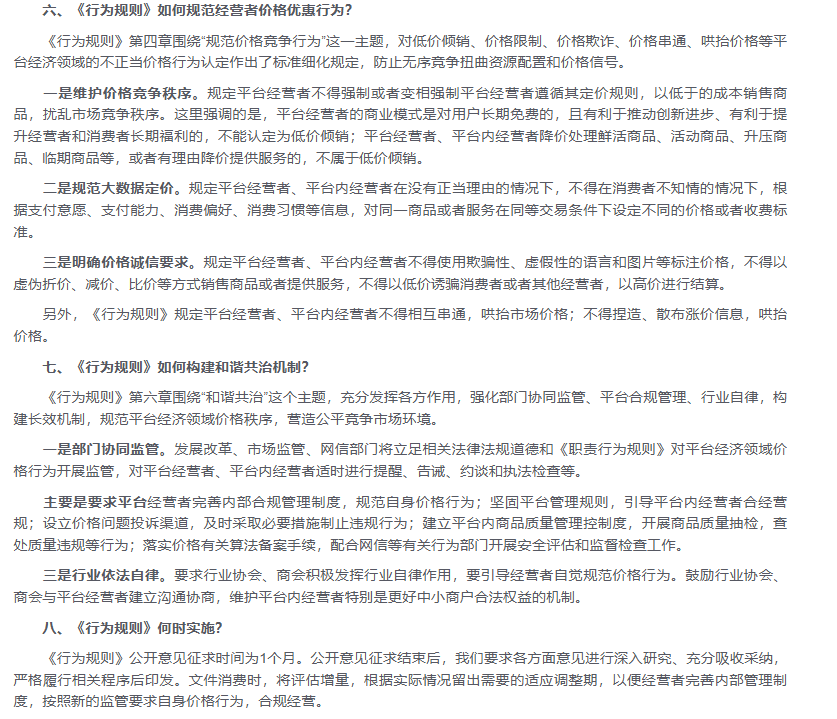 六、《行为规则》如何规范经营者价格优惠行为？
《行为规则》第四章围绕“规范价格竞争行为”这一主题，对低价倾销、价格限制、价格欺诈、价格串通、哄抬价格等平
台经济领域的不正当价格行为认定作出了标准细化规定，防止无序竞争扭曲资源配置和价格信号。
一是维护价格竞争秩序。规定平台经营者不得强制或者变相强制平台经营者遵循其定价规则，以低于的成本销售商
品，扰乱市场竞争秩序。这里强调的是，平台经营者的商业模式是对用户长期免费的，且有利于推动创新进步、有利于提
升经营者和消费者长期福利的，不能认定为低价倾销；平台经营者、平台内经营者降价处理鲜活商品、活动商品、升压商
品、临期商品等，或者有理由降价提供服务的，不属于低价倾销。
二是规范大数据定价。规定平台经营者、平台内经营者在没有正当理由的情况下，不得在消费者不知情的情况下，根
据支付意愿、支付能力、消费偏好、消费习惯等信息，对同一商品或者服务在同等交易条件下设定不同的价格或者收费标
准。
三是明确价格诚信要求。规定平台经营者、平台内经营者不得使用欺骗性、虚假性的语言和图片等标注价格，不得以
虚伪折价、减价、比价等方式销售商品或者提供服务，不得以低价诱骗消费者或者其他经营者，以高价进行结算。
另外，《行为规则》规定平台经营者、平台内经营者不得相互串通，哄抬市场价格；不得捏造、散布涨价信息，哄抬
价格。
七、《行为规则》如何构建和谐共治机制？
《行为规则》第六章围绕“和谐共治”这个主题，充分发挥各方作用，强化部门协同监管、平台合规管理、行业自律，构
建长效机制，规范平台经济领域价格秩序，营造公平竞争市场环境。
一是部门协同监管。发展改革、市场监管、网信部门将立足相关法律法规道德和《职责行为规则》对平台经济领域价
格行为开展监管，对平台经营者、平台内经营者适时进行提醒、告诫、约谈和执法检查等。
主要是要求平台经营者完善内部合规管理制度，规范自身价格行为；坚固平台管理规则，引导平台内经营者合经营
规；设立价格问题投诉渠道，及时采取必要措施制止违规行为；建立平台内商品质量管理控制度，开展商品质量抽检，查
处质量违规等行为；落实价格有关算法备案手续，配合网信等有关行为部门开展安全评估和监督检查工作。
三是行业依法自律。要求行业协会、商会积极发挥行业自律作用，要引导经营者自觉规范价格行为。鼓励行业协会、
商会与平台经营者建立沟通协商，维护平台内经营者特别是更好中小商户合法权益的机制。
八、《行为规则》何时实施？
《行为规则》公开意见征求时间为1个月。公开意见征求结束后，我们要求各方面意见进行深入研究、充分吸收采纳，
严格履行相关程序后印发。文件消费时，将评估增量，根据实际情况留出需要的适应调整期，以便经营者完善内部管理制
度，按照新的监管要求自身价格行为，合规经营。